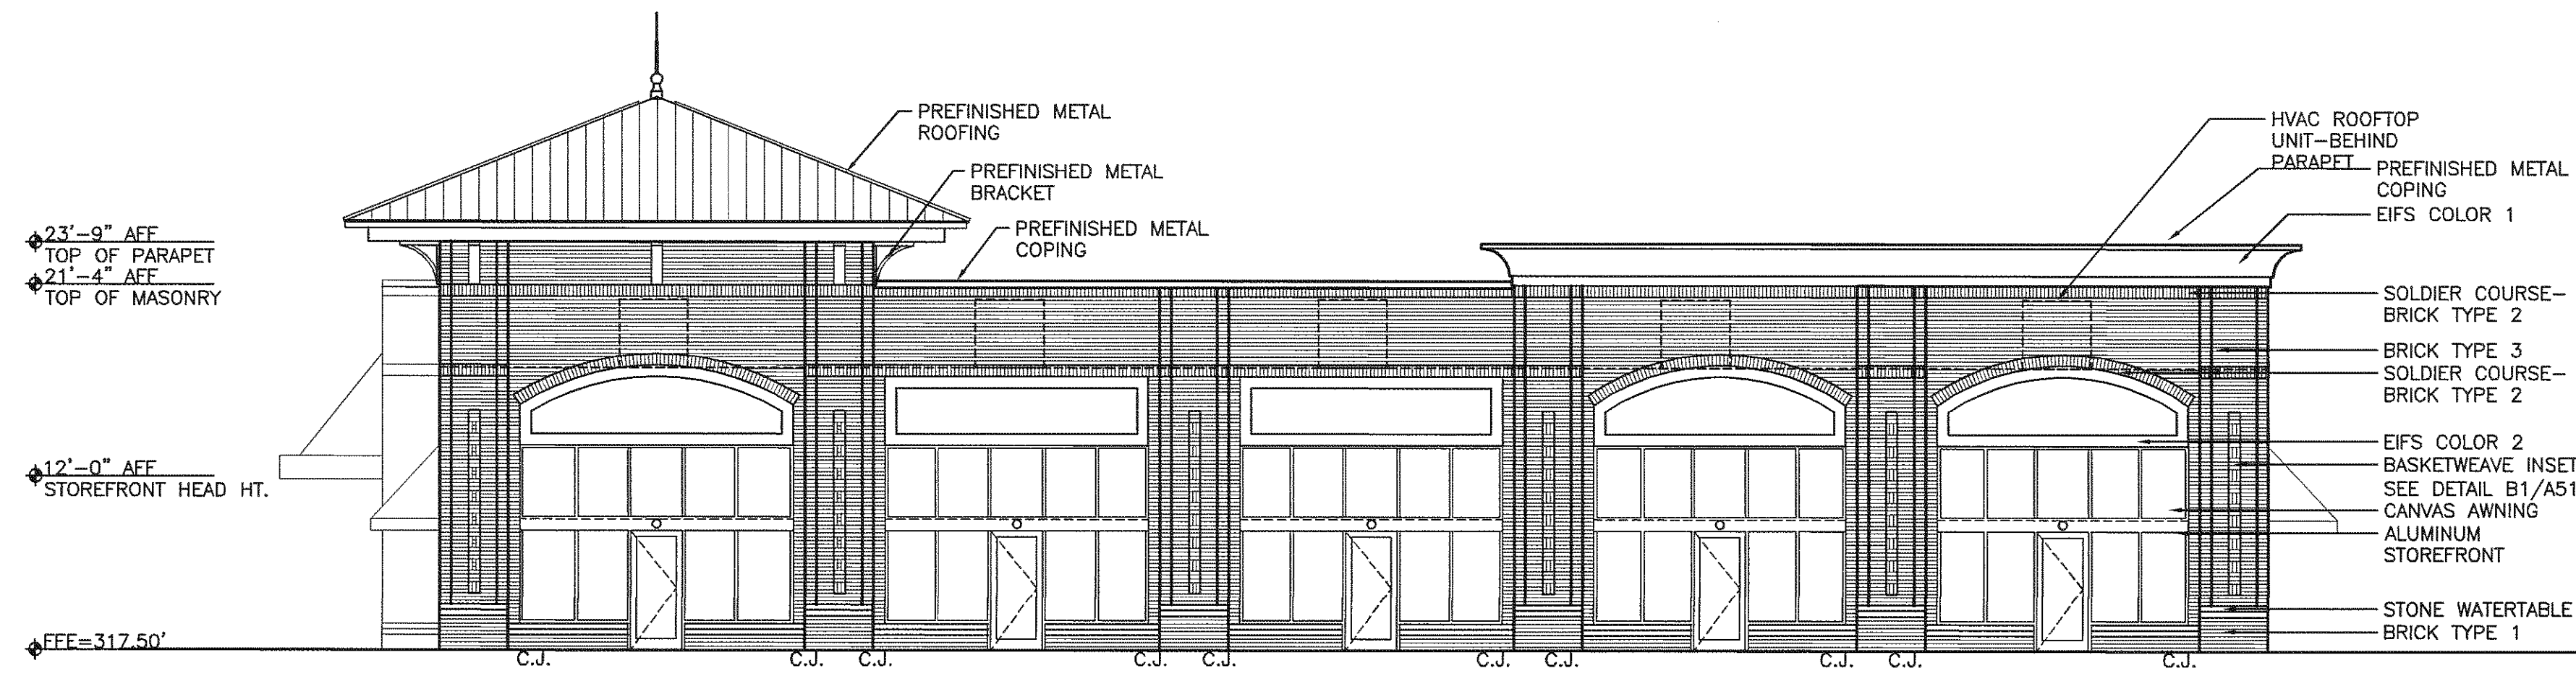 PREFINISHED METAL
ROOFING
PREFINISHED METAL
BRACKET
PREFINISHED METAL
COPING
HVAC ROOFTOP
UNIT-BEHIND
PARAPET
PREFINISHED METAL
COPING
EIFS COLOR 1
23'-9" AFF
TOP OF PARAPET
21'-4" AFF
TOP OF MASONRY
12'-0" AFF
STOREFRONT HEAD HT.
FFE=317.50'
SOLDIER COURSE-
BRICK TYPE 2
BRICK TYPE 3
SOLDIER COURSE-
BRICK TYPE 2
EIFS COLOR 2
BASKETWEAVE INSET
SEE DETAIL B1/A51
CANVAS AWNING
ALUMINUM
STOREFRONT
STONE WATERTABLE
BRICK TYPE 1
C.J. C.J. C.J. C.J. C.J. C.J. C.J. C.J. C.J. C.J.